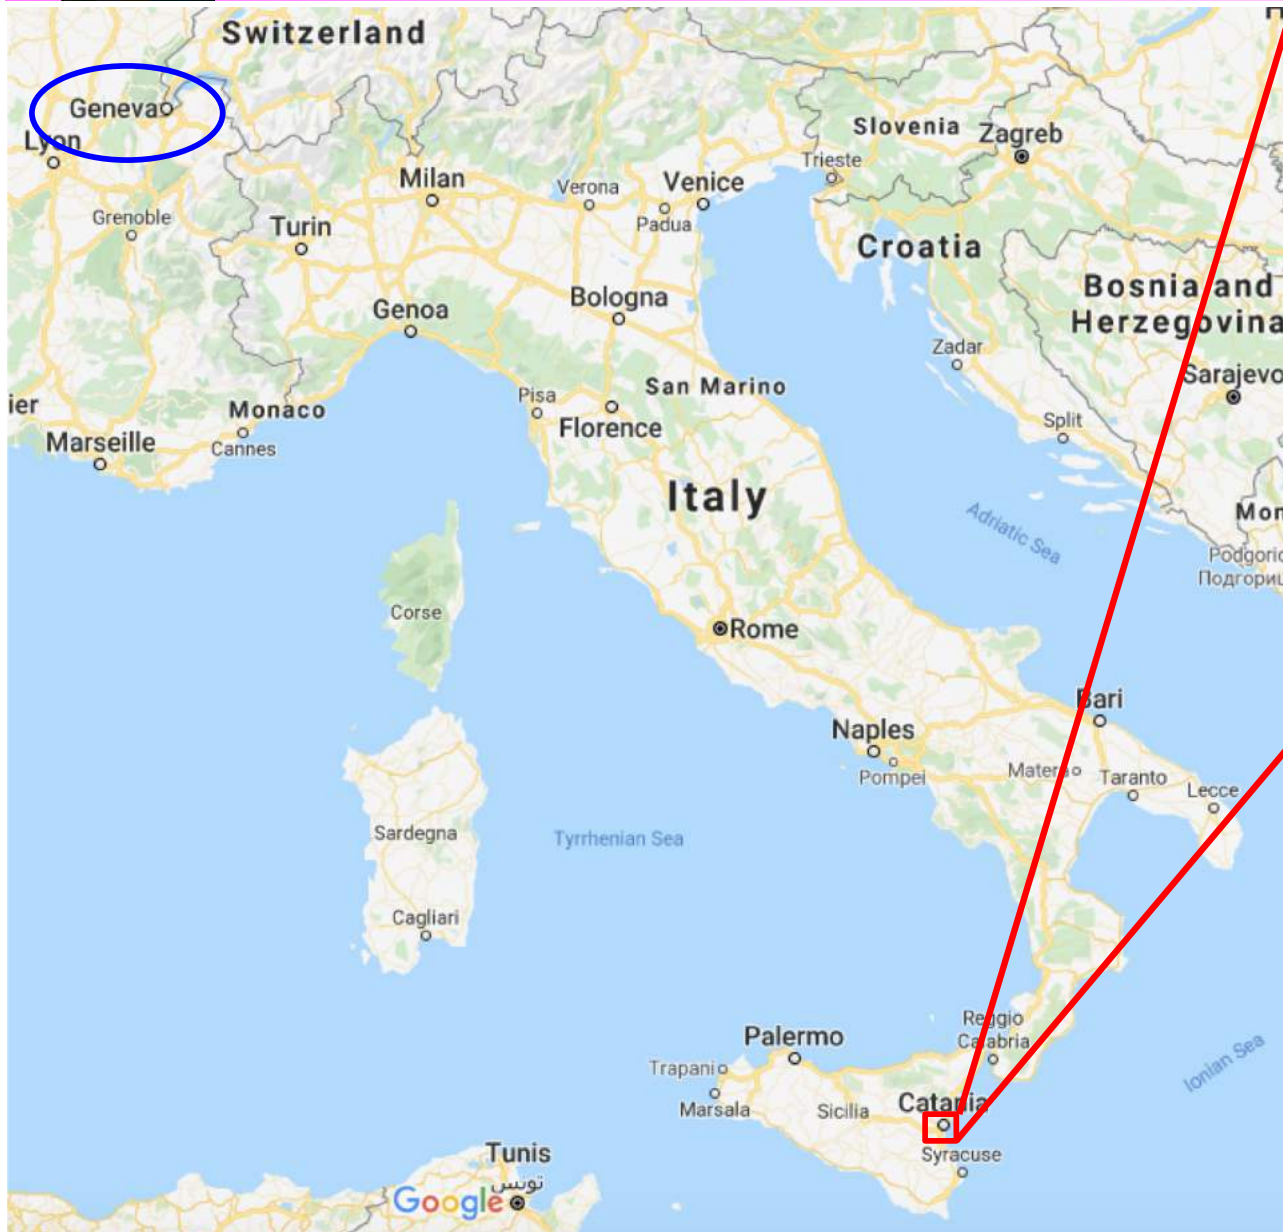 Switzerland
Geneva
Lyon
Slovenia
Zagreb
Trieste
Milan
Verona
Venice
Padua
Grenoble
Turin
Croatia
Bosnia and
Herzegovina
Genoa
Bologna
Zadar
Sarajevo
San Marino
Pisa
ier
Monaco
Florence
Split
Marseille
Cannes
Italy
Adriatic Sea
Mon
Podgoric
Подгориц
Corse
Rome
Bari
Naples
Pompei
Matera
Taranto
Lecce
Sardegna
Tyrrhenian Sea
Cagliari
Reggio
Calabria
Palermo
Ionian Sea
Trapani
Marsala
Sicilia
Catania
Syracuse
Tunis
تونس
Google